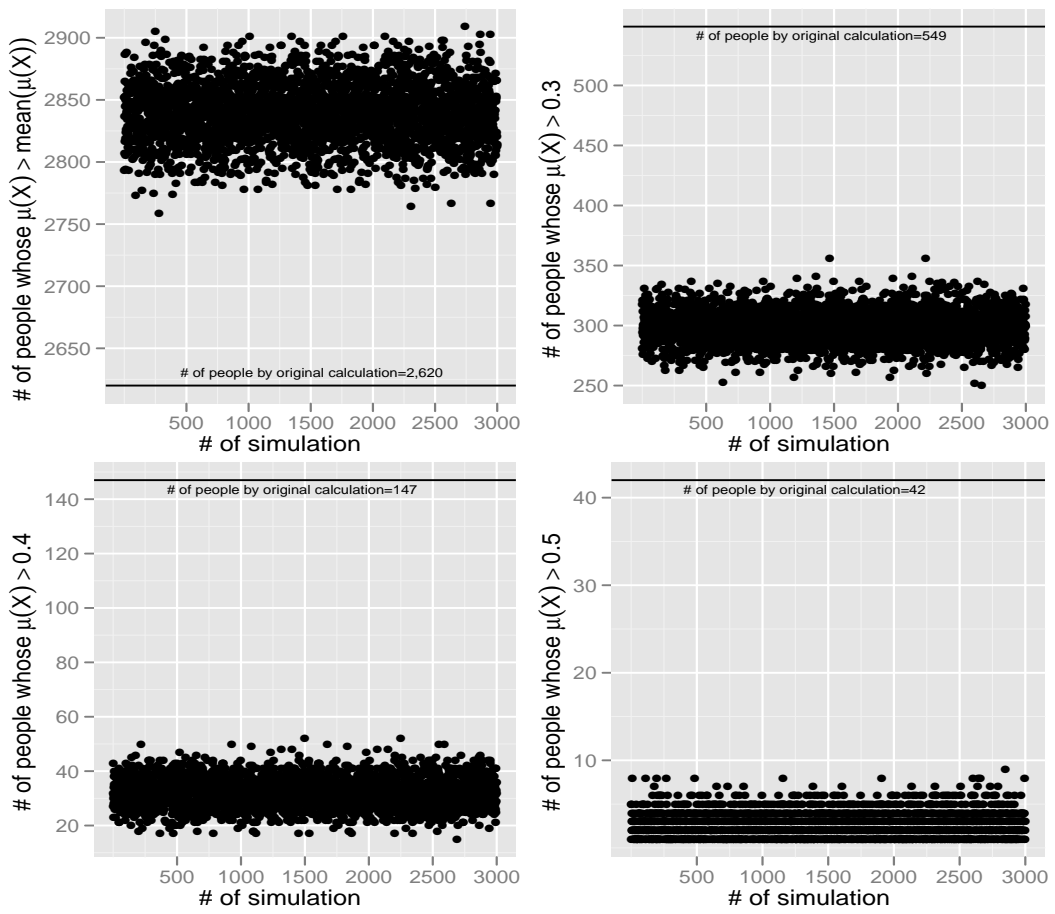 # of people whose μ(X) > mean(μ(X))
2900
2850
2800
2750
2700
2650
# of people by original calculation=2,620
500 1000 1500 2000 2500 3000
# of simulation
# of people whose μ(X) > 0.3
500
450
400
350
300
250
# of people by original calculation=549
500 1000 1500 2000 2500 3000
# of simulation
# of people whose μ(X) > 0.4
140
120
100
80
60
40
20
# of people by original calculation=147
500 1000 1500 2000 2500 3000
# of simulation
# of people whose μ(X) > 0.5
40
30
20
10
# of people by original calculation=42
500 1000 1500 2000 2500 3000
# of simulation